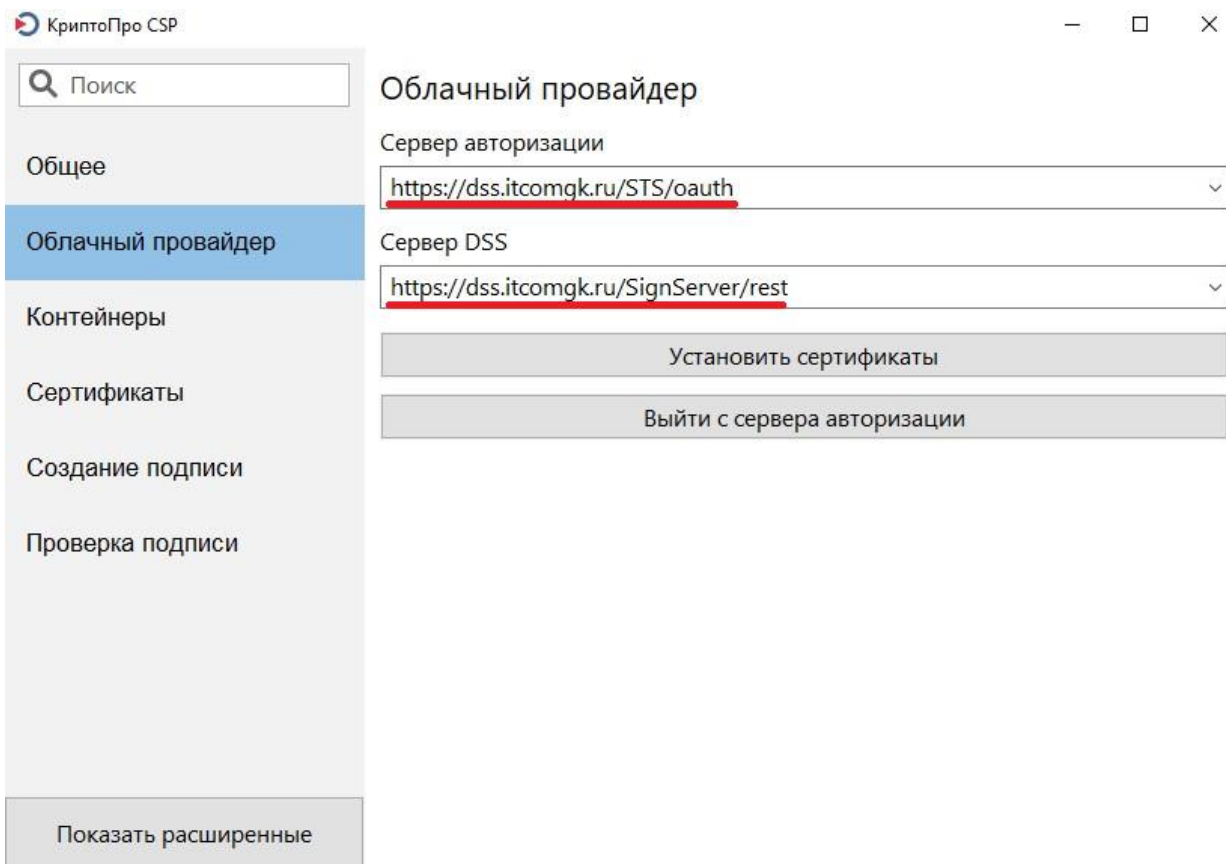 КриптоПро CSP
Поиск
Общее
Облачный провайдер
Контейнеры
Сертификаты
Создание подписи
Проверка подписи
Показать расширенные
Облачный провайдер
Сервер авторизации
https://dss.itcomgk.ru/STS/oauth
Сервер DSS
https://dss.itcomgk.ru/SignServer/rest
Установить сертификаты
Выйти с сервера авторизации